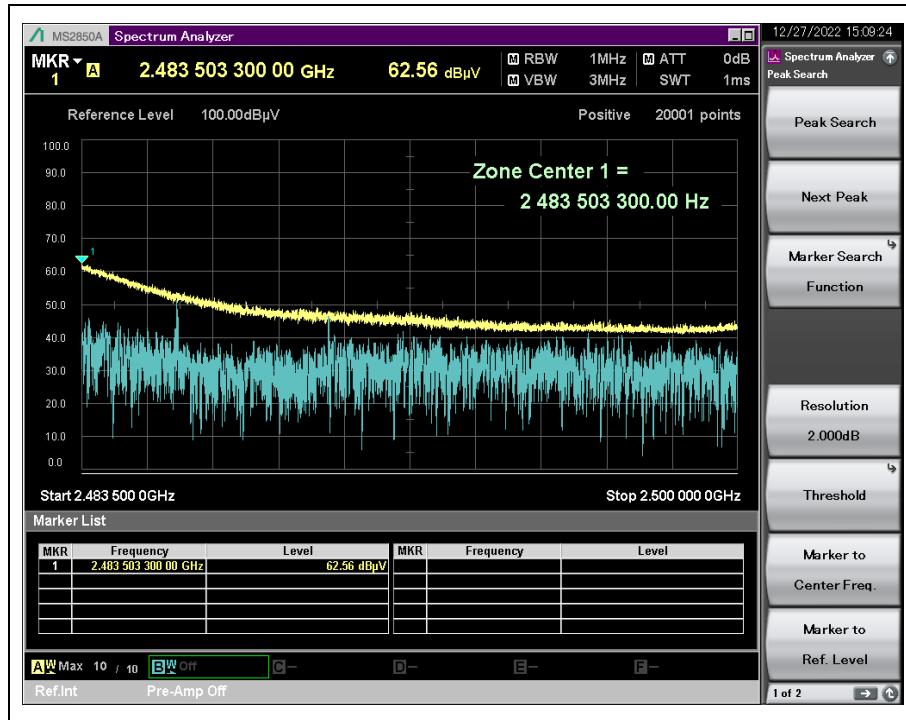 MS2850A Spectrum Analyzer
12/27/2022 15:09:24
MKR 1 A 2.483 503 300 00 GHz 62.56 dBµV
M RBW 1MHz M ATT 0dB
M VBW 3MHz SWT 1ms
Spectrum Analyzer
Peak Search
Reference Level 100.00dBµV Positive 20001 points
100.0
90.0
80.0
70.0
60.0
50.0
40.0
30.0
20.0
10.0
0.0
Zone Center 1 =
2 483 503 300.00 Hz
1
Start 2.483 500 0GHz Stop 2.500 000 0GHz
Marker List
MKR Frequency Level MKR Frequency Level
1 2.483 503 300 00 GHz 62.56 dBµV
A W Max 10 / 10 B W Off C - D - E - F -
Ref.Int Pre-Amp Off
Peak Search
Next Peak
Marker Search
Function
Resolution
2.000dB
Threshold
Marker to
Center Freq.
Marker to
Ref. Level
1 of 2